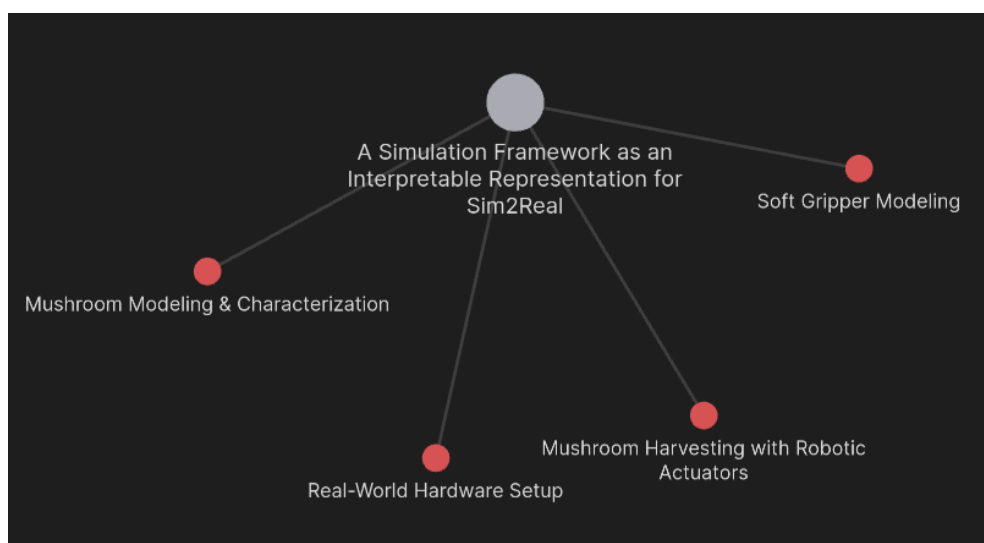 A Simulation Framework as an
Interpretable Representation for
Sim2Real
Soft Gripper Modeling
Mushroom Modeling & Characterization
Mushroom Harvesting with Robotic
Actuators
Real-World Hardware Setup